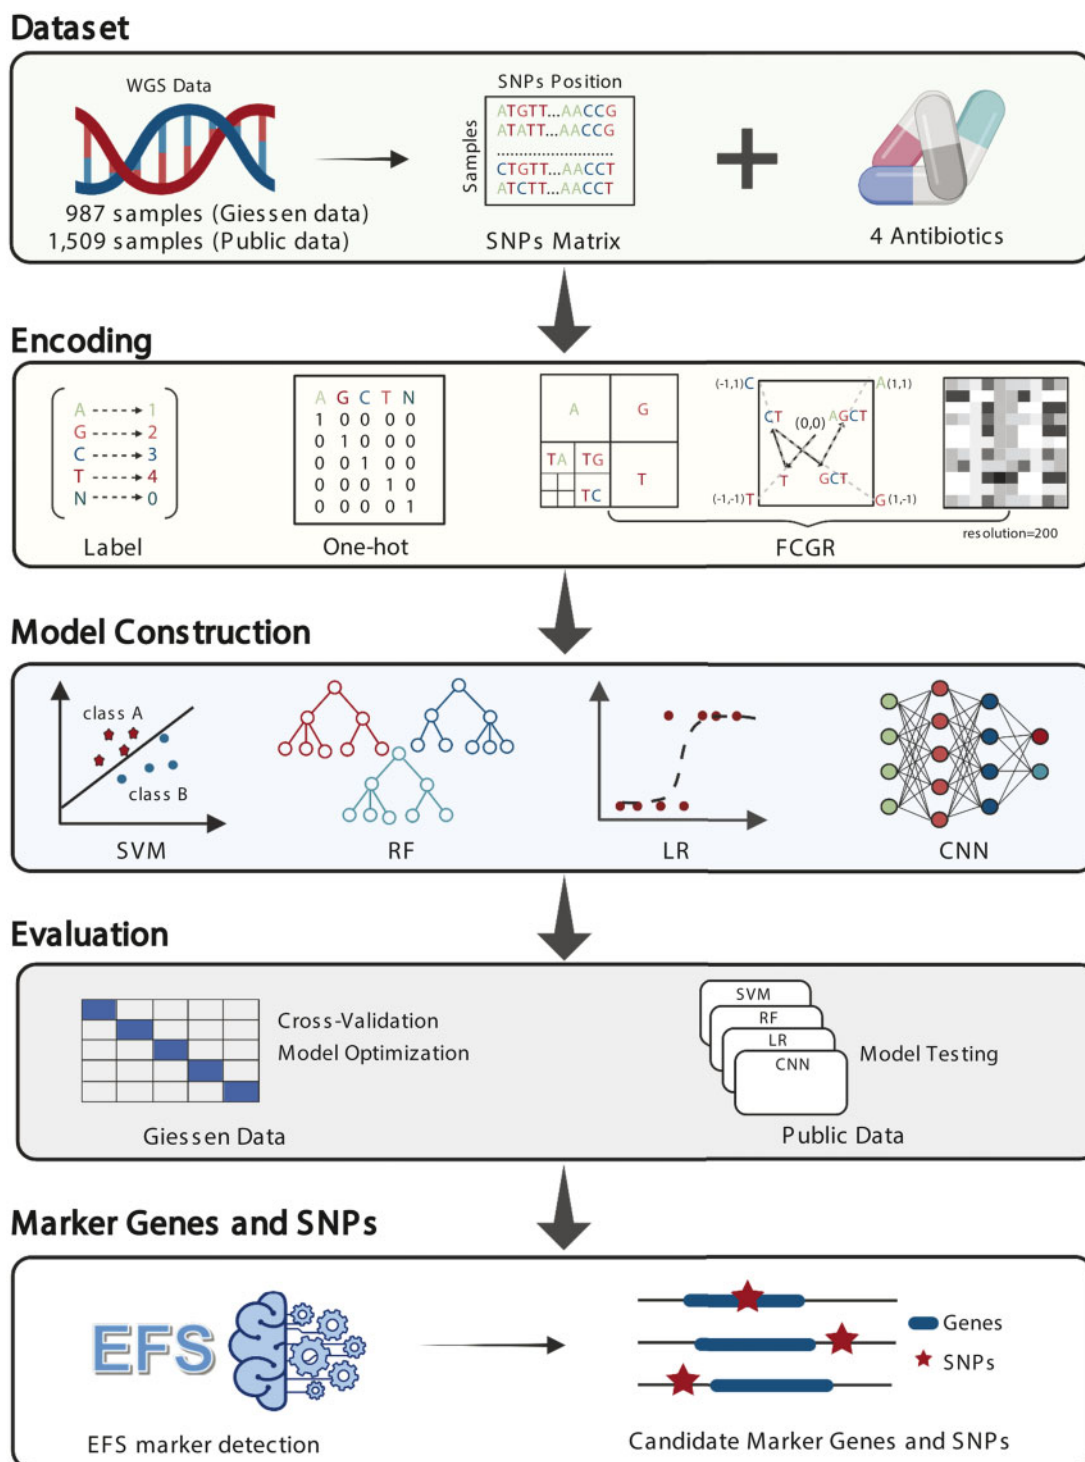 Dataset
WGS Data
987 samples (Giessen data)
1,509 samples (Public data)
SNPs Position
Samples
ATGTT...AACCG
ATATT...AACCG
..........................
CTGTT...AACCT
ATCTT...AACCT
SNPs Matrix
4 Antibiotics
Encoding
A 1
G 2
C 3
T 4
N 0
Label
A G C T N
1 0 0 0 0
0 1 0 0 0
0 0 1 0 0
0 0 0 1 0
0 0 0 0 1
One-hot
A G
TA TG
T
TC
(-1,1)C A(1,1)
CT (0,0) AGCT
T GCT
(-1,-1)T G(1,-1)
FCGR
resolution=200
Model Construction
class A
class B
SVM
RF
LR
CNN
Evaluation
Cross-Validation
Model Optimization
Giessen Data
SVM
RF
LR
CNN
Model Testing
Public Data
Marker Genes and SNPs
EFS
EFS marker detection
Genes
SNPs
Candidate Marker Genes and SNPs